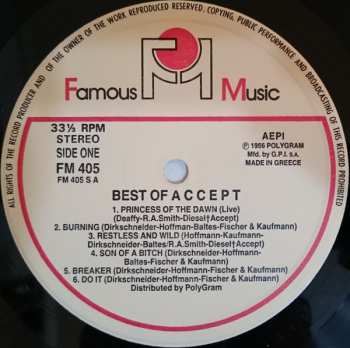 ALL RIGHTS OF THE RECORD PRODUCER AND OF THE OWNER OF THE WORK REPRODUCED RESERVED. COPYING, PUBLIC PERFORMANCE AND BROADCASTING OF THIS RECORD PROHIBITED
Famous Music
33⅓ RPM
STEREO
SIDE ONE
FM 405
FM 405 S A
AEPI
℗ 1956 POLYGRAM
Mfd. by G.P.I. S.A.
MADE IN GREECE
BEST OF A C C E P T
1. PRINCESS OF THE DAWN (Live)
(Deaffy-R.A.Smith-Diesel†Accept)
2. BURNING (Dirkschneider-Hoffman-Baltes-Fischer & Kaufmann)
3. RESTLESS AND WILD (Hoffmann-Kaufmann-
Dirkschneider-Baltes/R.A.Smith-Diesel†Accept)
4. SON OF A BITCH (Dirkschneider-Hoffmann-
Baltes-Fischer & Kaufmann)
5. BREAKER (Dirkschneider-Hoffmann-Fischer & Kaufmann)
6. DO IT (Dirkschneider-Hoffmann-Fischer & Kaufmann)
Distributed by PolyGram